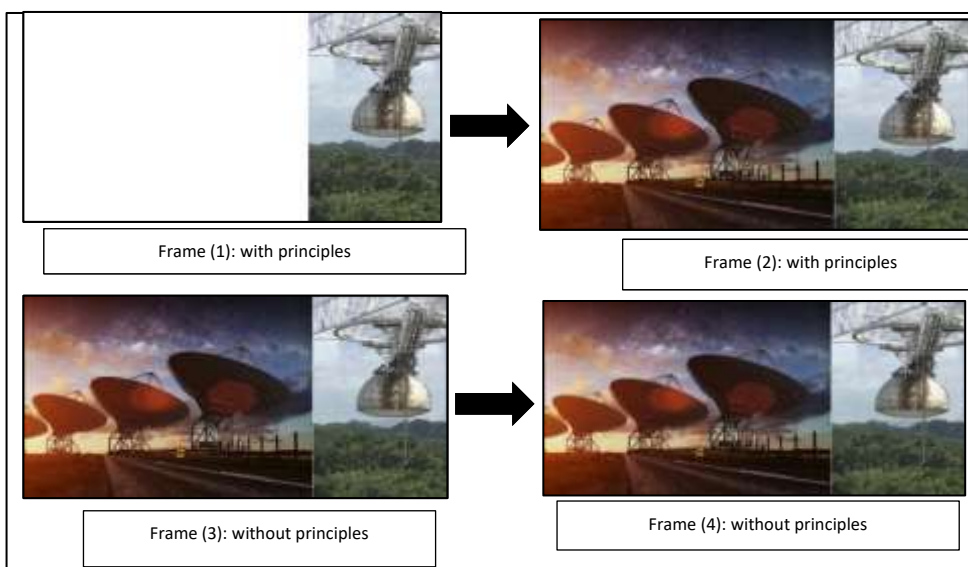 Frame (1): with principles
Frame (2): with principles
Frame (3): without principles
Frame (4): without principles